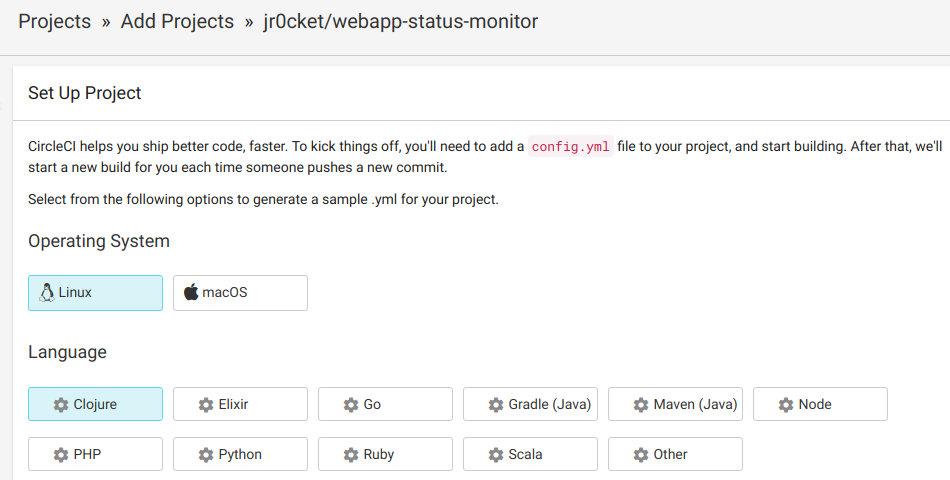 Projects » Add Projects » jr0cket/webapp-status-monitor
Set Up Project
CircleCI helps you ship better code, faster. To kick things off, you'll need to add a config.yml file to your project, and start building. After that, we'll
start a new build for you each time someone pushes a new commit.
Select from the following options to generate a sample .yml for your project.
Operating System
Linux macOS
Language
Clojure Elixir Go Gradle (Java) Maven (Java) Node
PHP Python Ruby Scala Other